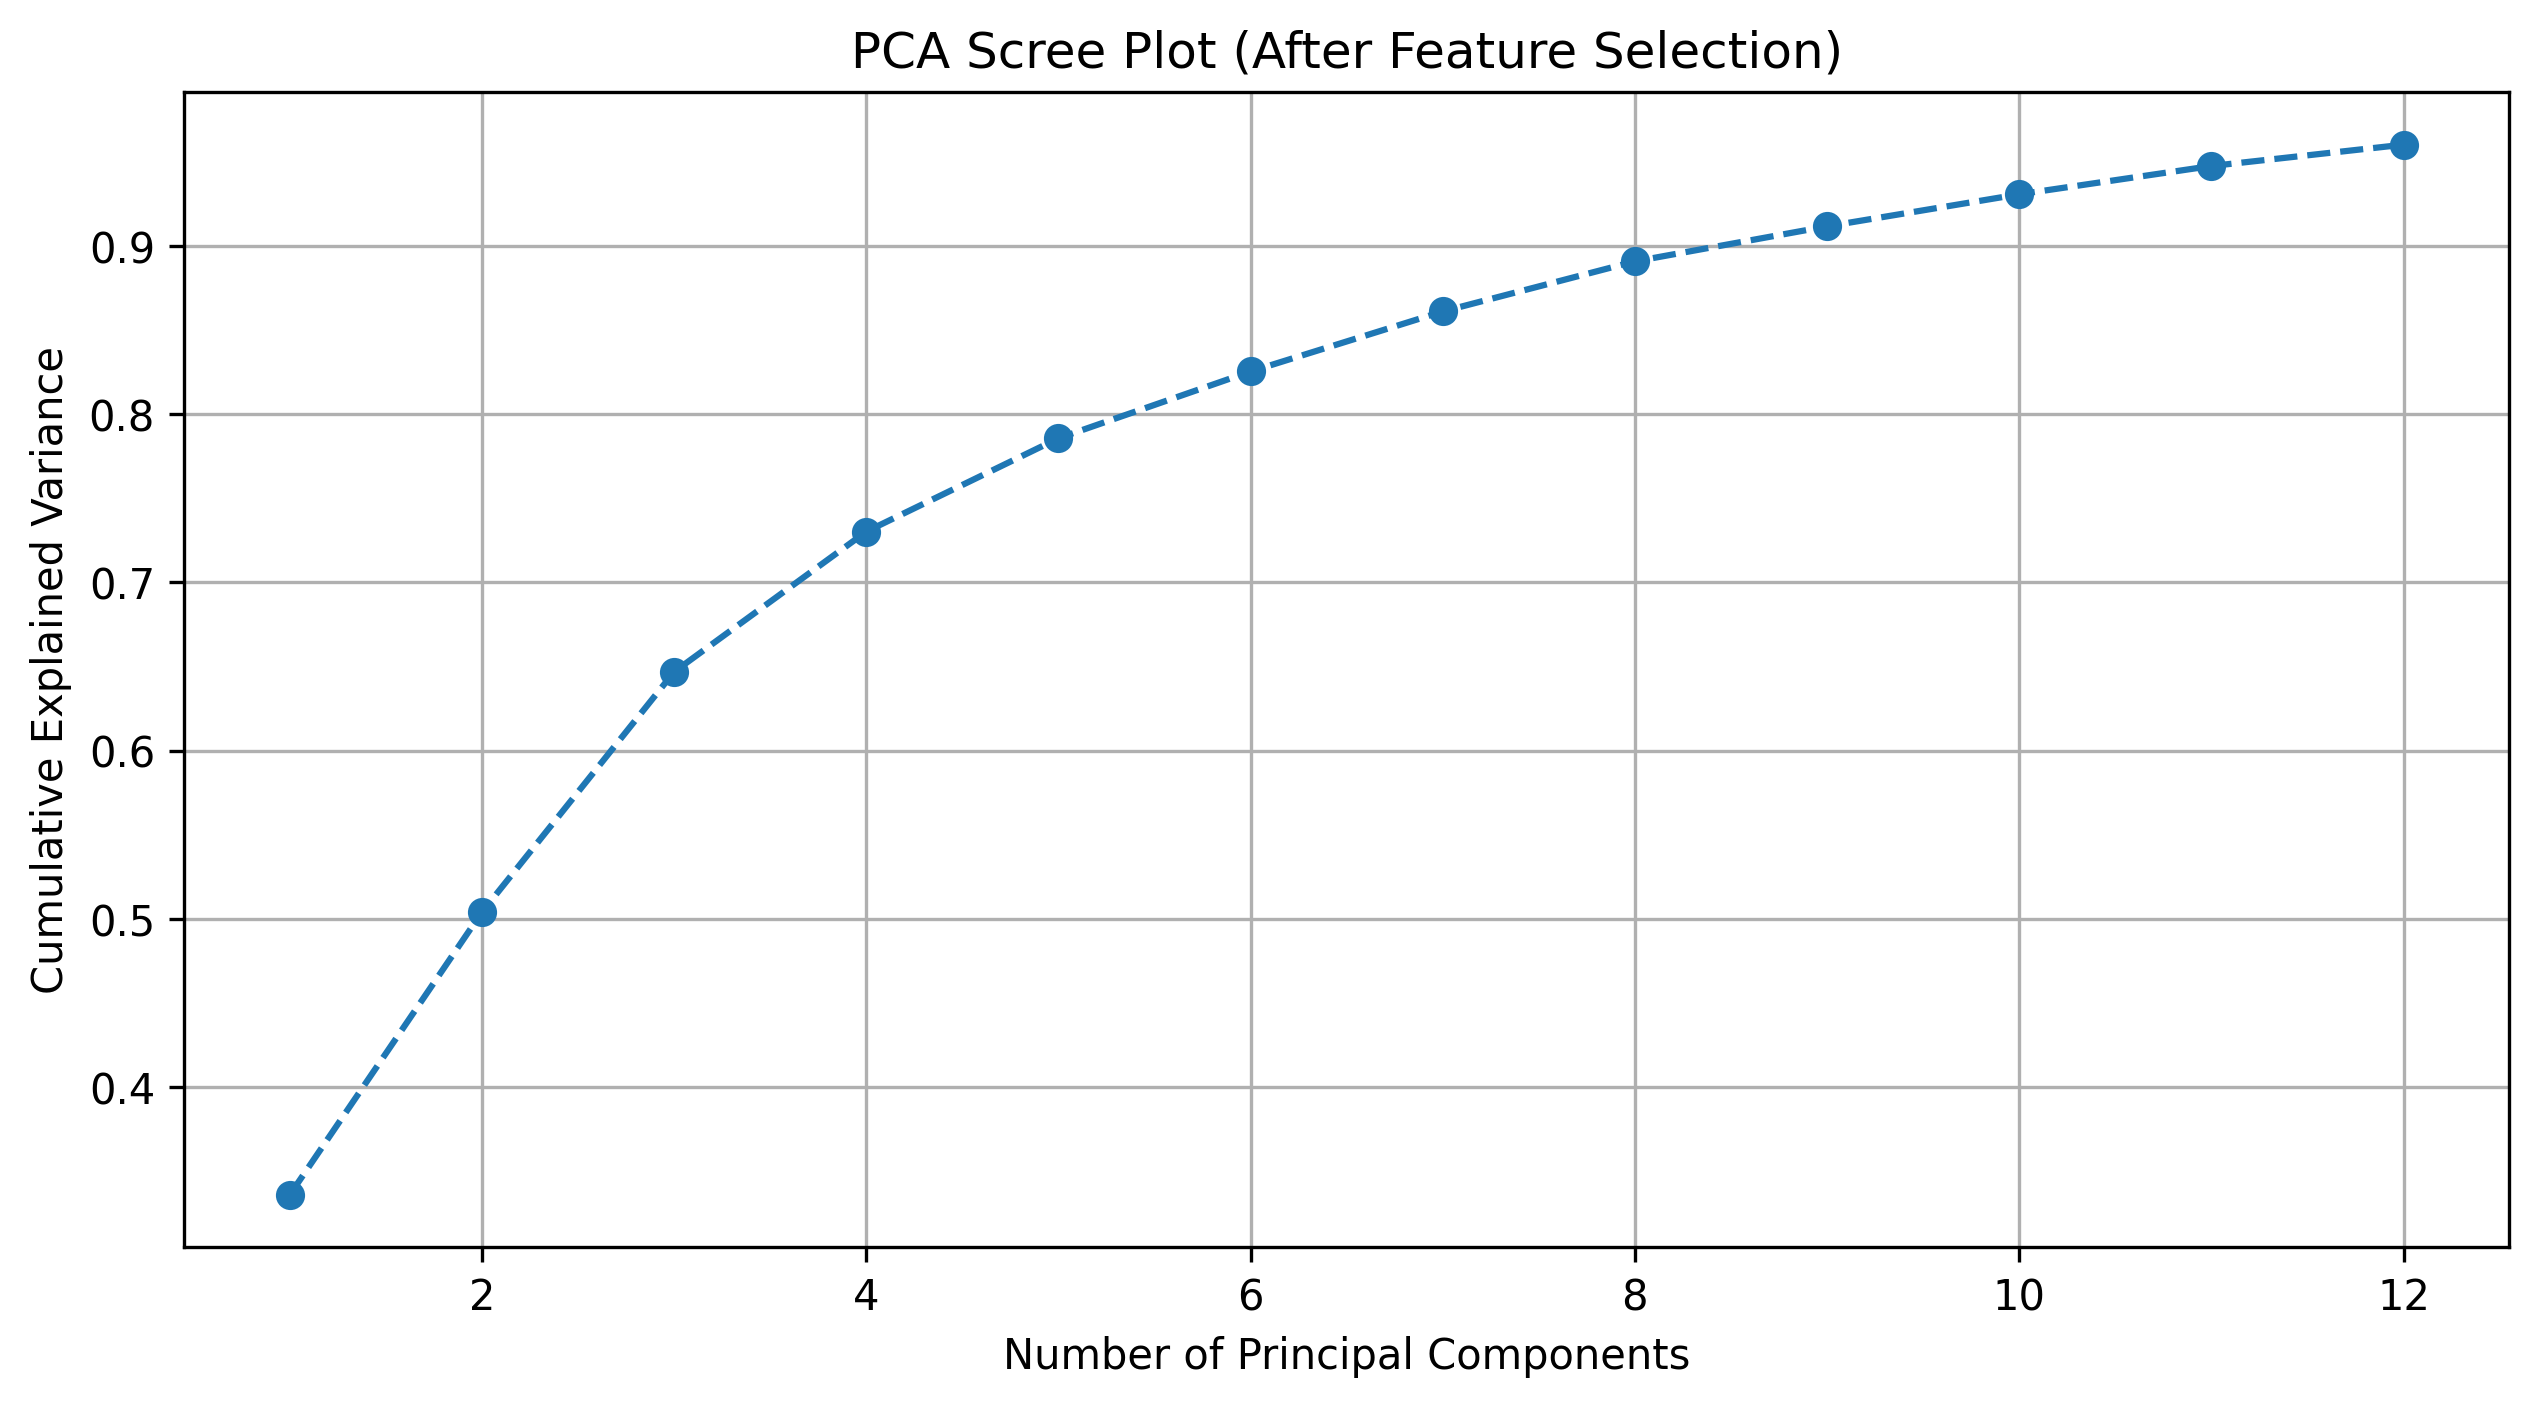 PCA Scree Plot (After Feature Selection)
Cumulative Explained Variance
0.9
0.8
0.7
0.6
0.5
0.4
2 4 6 8 10 12
Number of Principal Components